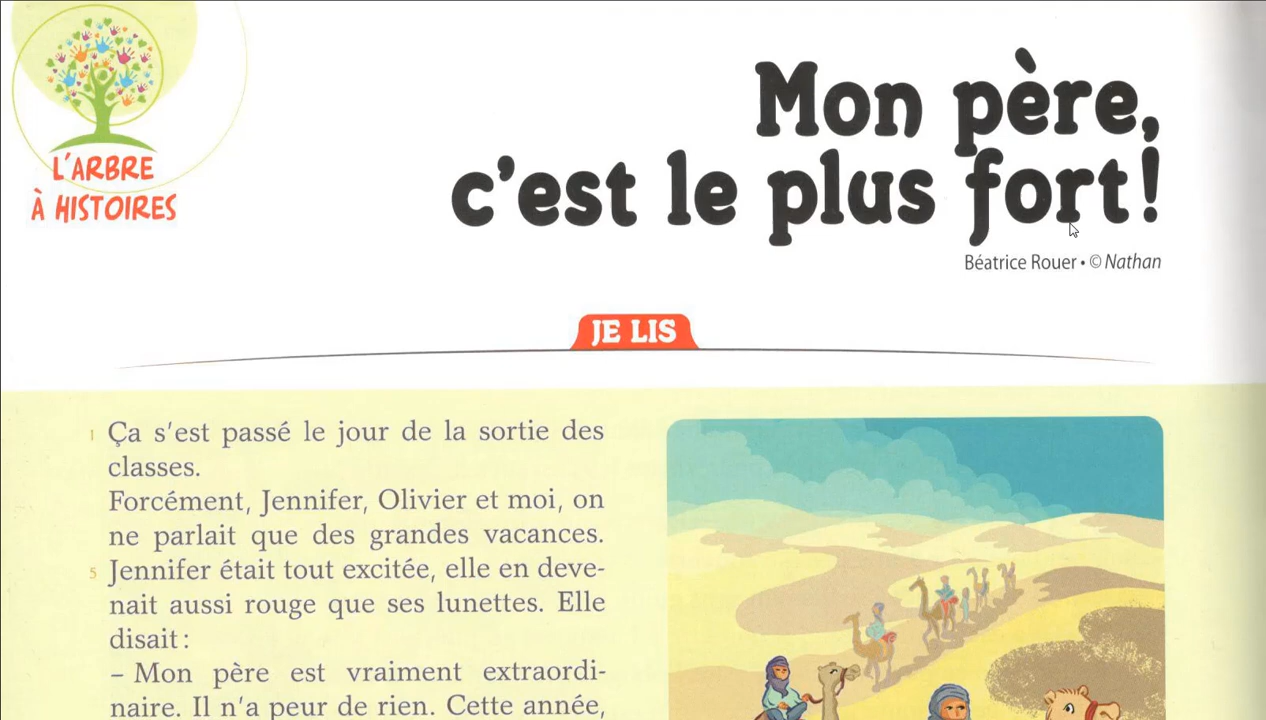 L'ARBRE
À HISTOIRES
Mon père,
c'est le plus fort!
Béatrice Rouer • © Nathan
JE LIS
1 Ça s'est passé le jour de la sortie des
classes.
Forcément, Jennifer, Olivier et moi, on
ne parlait que des grandes vacances.
5 Jennifer était tout excitée, elle en deve-
nait aussi rouge que ses lunettes. Elle
disait :
– Mon père est vraiment extraordi-
naire. Il n'a peur de rien. Cette année,